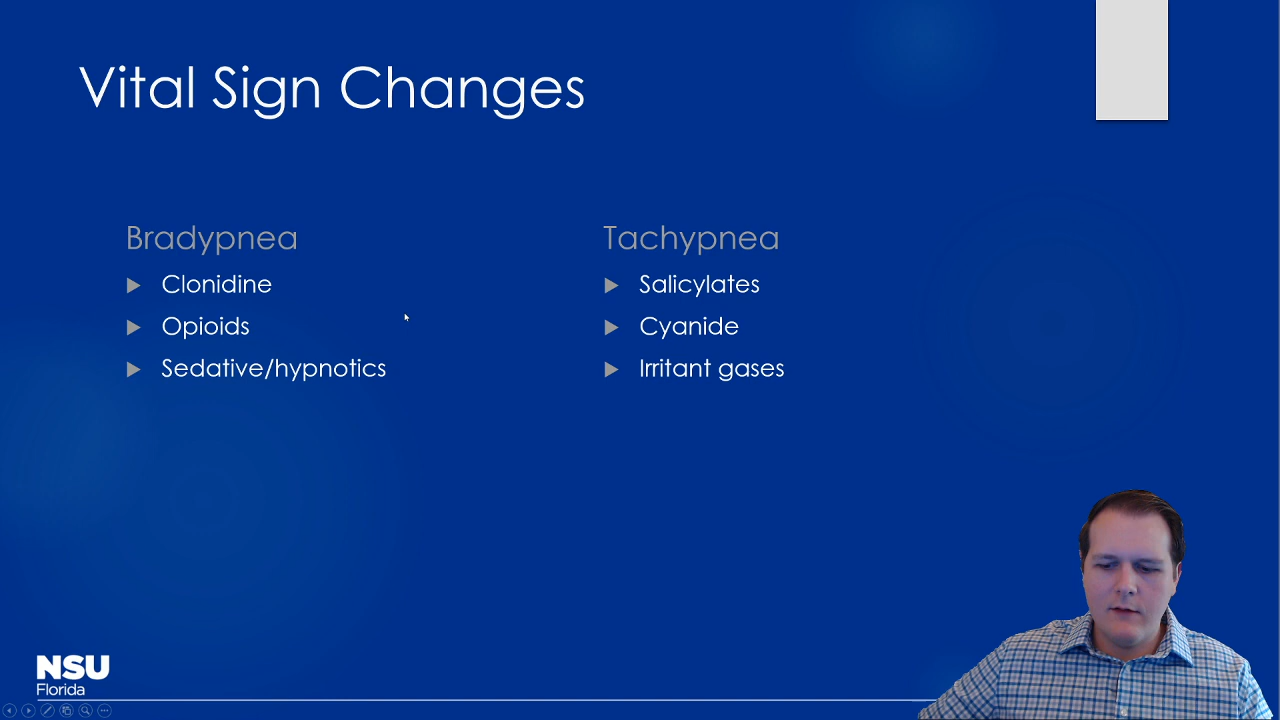 Vital Sign Changes
Bradypnea
Clonidine
Opioids
Sedative/hypnotics
Tachypnea
Salicylates
Cyanide
Irritant gases
NSU
Florida